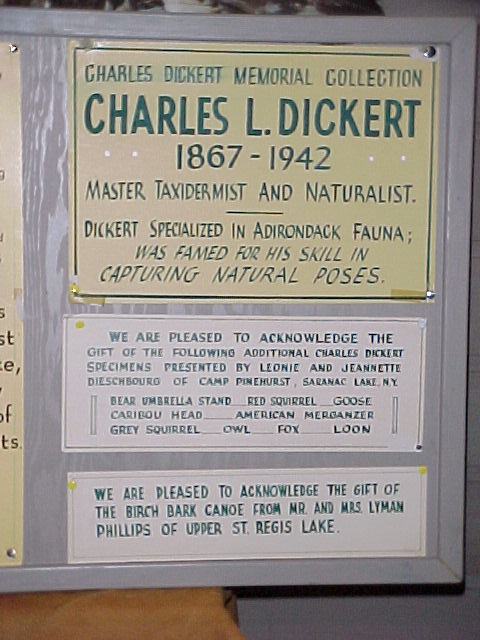 CHARLES DICKERT MEMORIAL COLLECTION
CHARLES L. DICKERT
1867-1942
MASTER TAXIDERMIST AND NATURALIST.
DICKERT SPECIALIZED IN ADIRONDACK FAUNA;
WAS FAMED FOR HIS SKILL IN
CAPTURING NATURAL POSES.
WE ARE PLEASED TO ACKNOWLEDGE THE
GIFT OF THE FOLLOWING ADDITIONAL CHARLES DICKERT
SPECIMENS PRESENTED BY LEONIE AND JEANNETTE
DIESCHBOURG OF CAMP PINEHURST, SARANAC LAKE, N.Y.
BEAR UMBRELLA STAND RED SQUIRREL GOOSE
CARIBOU HEAD AMERICAN MERGANZER
GREY SQUIRREL OWL FOX LOON
WE ARE PLEASED TO ACKNOWLEDGE THE GIFT OF
THE BIRCH BARK CANOE FROM MR. AND MRS. LYMAN
PHILLIPS OF UPPER ST. REGIS LAKE.